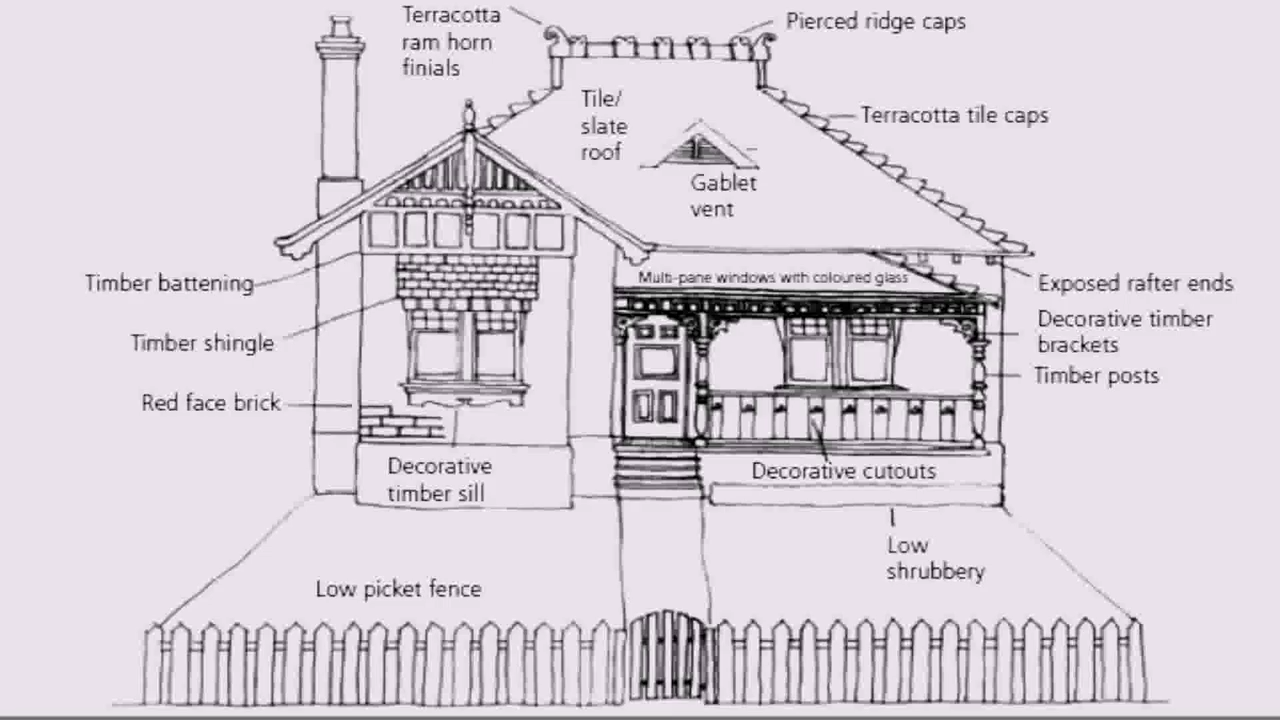 Terracotta
ram horn
finials
Pierced ridge caps
Tile/
slate
roof
Terracotta tile caps
Gablet
vent
Timber battening
Multi-pane windows with coloured glass
Exposed rafter ends
Timber shingle
Decorative timber
brackets
Timber posts
Red face brick
Decorative
timber sill
Decorative cutouts
Low
shrubbery
Low picket fence